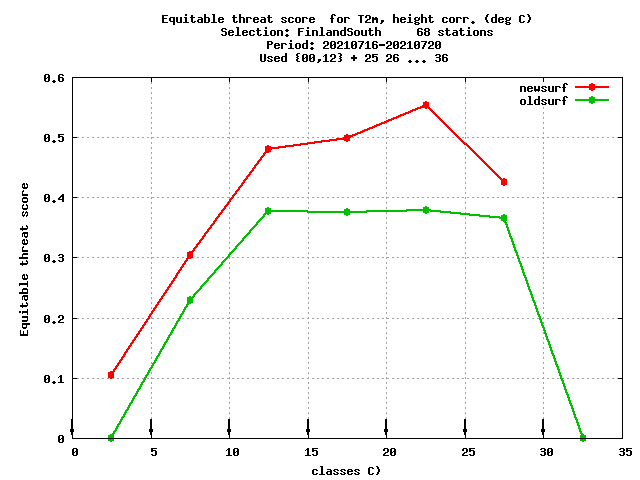 Equitable threat score  for T2m, height corr. (deg C)
Selection: FinlandSouth     68 stations
Period: 20210716-20210720
Used {00,12} + 25 26 ... 36
newsurf
oldsurf
Equitable threat score
0.6
0.5
0.4
0.3
0.2
0.1
0
0 5 10 15 20 25 30 35
classes C)